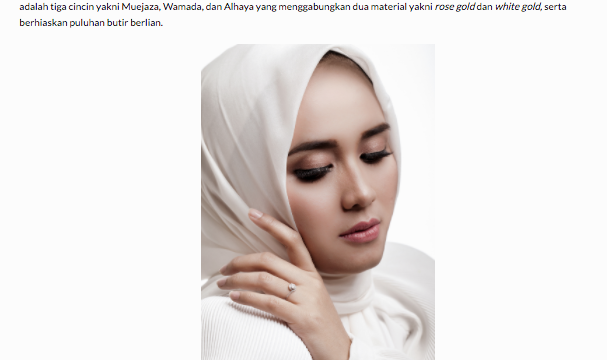 adalah tiga cincin yakni Muejaza, Wamada, dan Alhaya yang menggabungkan dua material yakni rose gold dan white gold, serta
berhiaskan puluhan butir berlian.